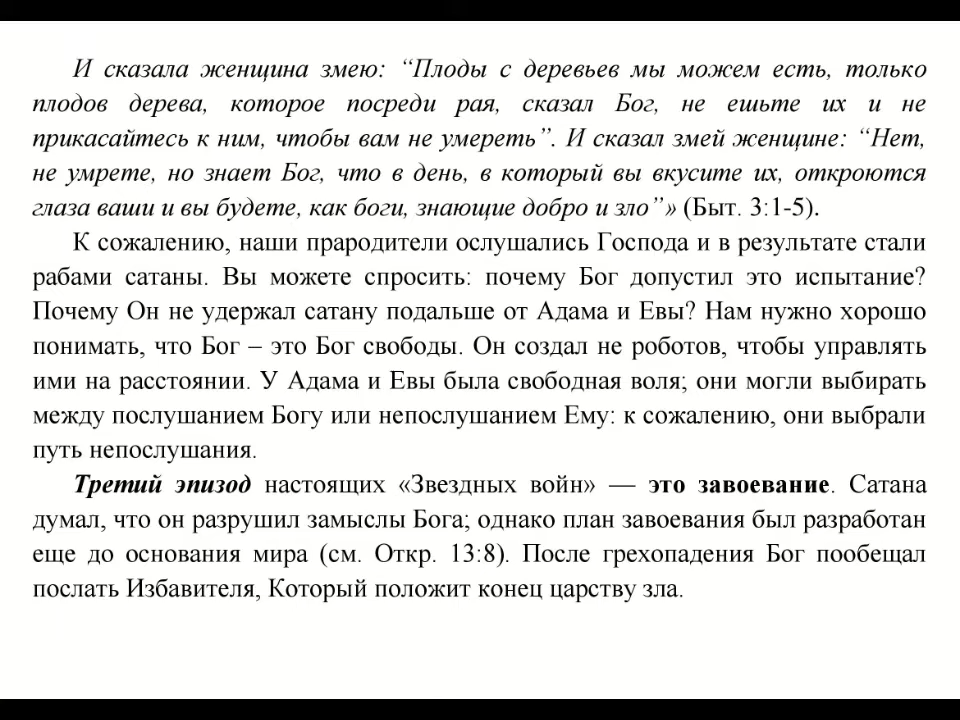 И сказала женщина змею: “Плоды с деревьев мы можем есть, только
плодов дерева, которое посреди рая, сказал Бог, не ешьте их и не
прикасайтесь к ним, чтобы вам не умереть”. И сказал змей женщине: “Нет,
не умрете, но знает Бог, что в день, в который вы вкусите их, откроются
глаза ваши и вы будете, как боги, знающие добро и зло”» (Быт. 3:1-5).
К сожалению, наши прародители ослушались Господа и в результате стали
рабами сатаны. Вы можете спросить: почему Бог допустил это испытание?
Почему Он не удержал сатану подальше от Адама и Евы? Нам нужно хорошо
понимать, что Бог – это Бог свободы. Он создал не роботов, чтобы управлять
ими на расстоянии. У Адама и Евы была свободная воля; они могли выбирать
между послушанием Богу или непослушанием Ему: к сожалению, они выбрали
путь непослушания.
Третий эпизод настоящих «Звездных войн» — это завоевание. Сатана
думал, что он разрушил замыслы Бога; однако план завоевания был разработан
еще до основания мира (см. Откр. 13:8). После грехопадения Бог пообещал
послать Избавителя, Который положит конец царству зла.